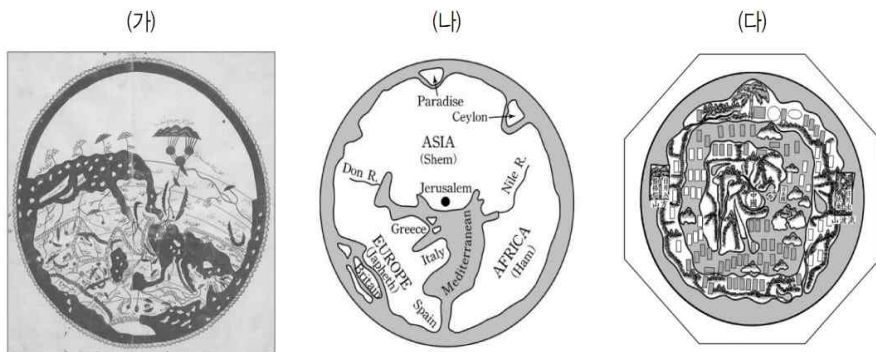 (가)
(나)
(다)
Paradise
Ceylon
ASIA
(Shem)
Don R.
Jerusalem
Nile R.
Greece
Italy
Mediterranean
EUROPE
(Japheth)
AFRICA
(Ham)
Britain
Spain